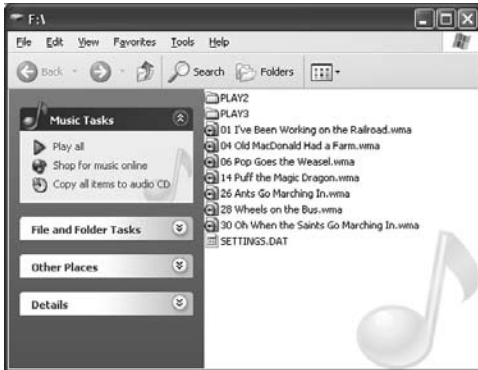 F:\
File Edit View Favorites Tools Help
Back Search Folders
Music Tasks
Play all
Shop for music online
Copy all items to audio CD
File and Folder Tasks
Other Places
Details
PLAY2
PLAY3
01 I've Been Working on the Railroad.wma
04 Old MacDonald Had a Farm.wma
06 Pop Goes the Weasel.wma
14 Puff the Magic Dragon.wma
26 Ants Go Marching In.wma
28 Wheels on the Bus.wma
30 Oh When the Saints Go Marching In.wma
SETTINGS.DAT